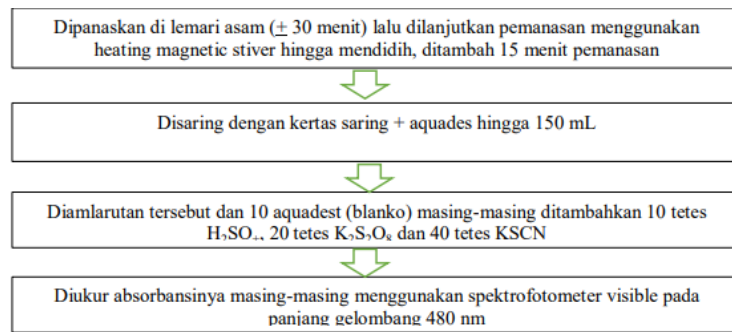 Dipanaskan di lemari asam (± 30 menit) lalu dilanjutkan pemanasan menggunakan
heating magnetic stiver hingga mendidih, ditambah 15 menit pemanasan
Disaring dengan kertas saring + aquades hingga 150 mL
Diamlarutan tersebut dan 10 aquadest (blanko) masing-masing ditambahkan 10 tetes
H₂SO₄, 20 tetes K₂S₂O₈ dan 40 tetes KSCN
Diukur absorbansinya masing-masing menggunakan spektrofotometer visible pada
panjang gelombang 480 nm